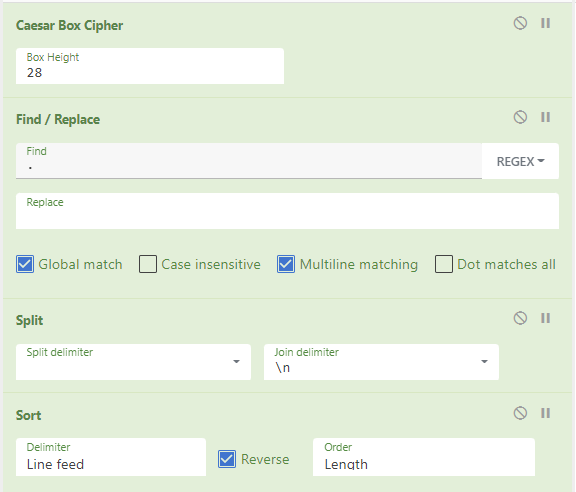 Caesar Box Cipher
Box Height
28
Find / Replace
Find
.
REGEX
Replace
Global match Case insensitive Multiline matching Dot matches all
Split
Split delimiter Join delimiter
\n
Sort
Delimiter Order
Line feed Reverse Length